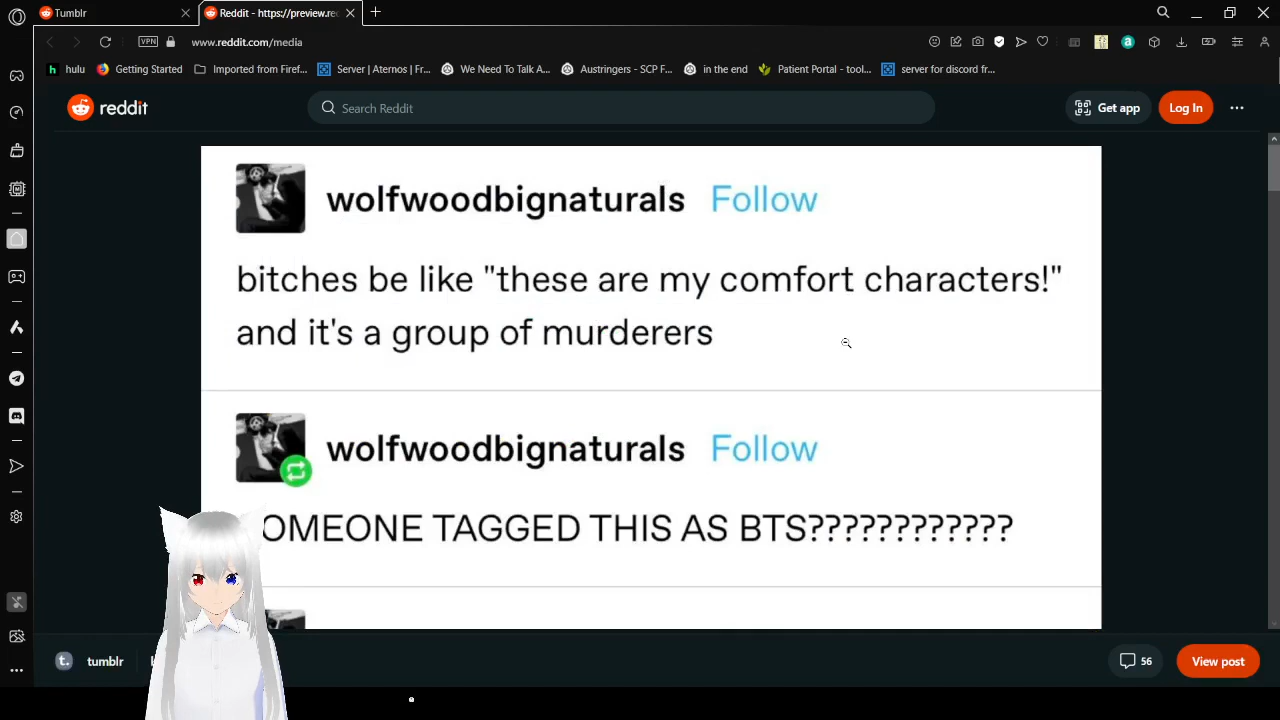 Tumblr
Reddit - https://preview.rec
www.reddit.com/media
VPN
hulu
Getting Started
Imported from Firef...
Server | Aternos | Fr...
We Need To Talk A...
Austringers - SCP F...
in the end
Patient Portal - tool...
server for discord fr...
reddit
Search Reddit
Get app
Log In
wolfwoodbignaturals Follow
bitches be like "these are my comfort characters!"
and it's a group of murderers
wolfwoodbignaturals Follow
OMEONE TAGGED THIS AS BTS????????????
tumblr
56
View post